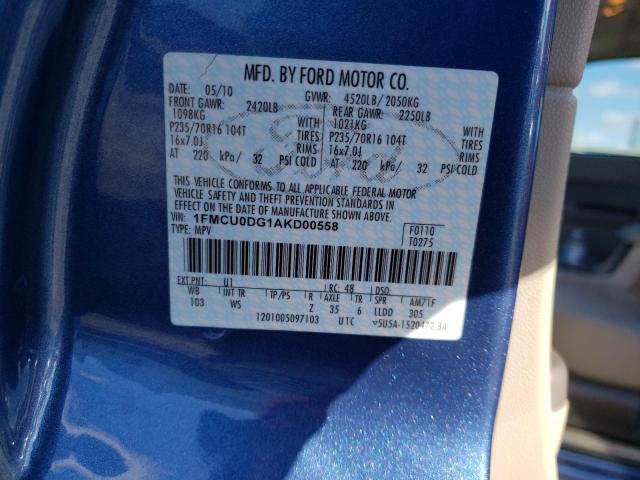 MFD. BY FORD MOTOR CO.
DATE: 05/10 GVWR: 4520LB/ 2050KG
FRONT GAWR: 2420LB REAR GAWR: 2250LB
1098KG 1021KG
P235/70R16 104T TIRES P235/70R16 104T TIRES
16x7.0J RIMS 16x7.0J RIMS
AT 220 kPa/ 32 PSI COLD AT 220 kPa/ 32 PSI COLD
Ford
THIS VEHICLE CONFORMS TO ALL APPLICABLE FEDERAL MOTOR
VEHICLE SAFETY AND THEFT PREVENTION STANDARDS IN
EFFECT ON THE DATE OF MANUFACTURE SHOWN ABOVE.
VIN: 1FMCU0DG1AKD00558 F0110
TYPE: MPV T0275
EXT PNT: U1 RC: 48 DSO:
WB INT TR TP/PS R AXLE TR SPR AM7TF
103 WS Z 35 6 LLDD 305
1201005097103 UTC 5U5A-1520472-BA